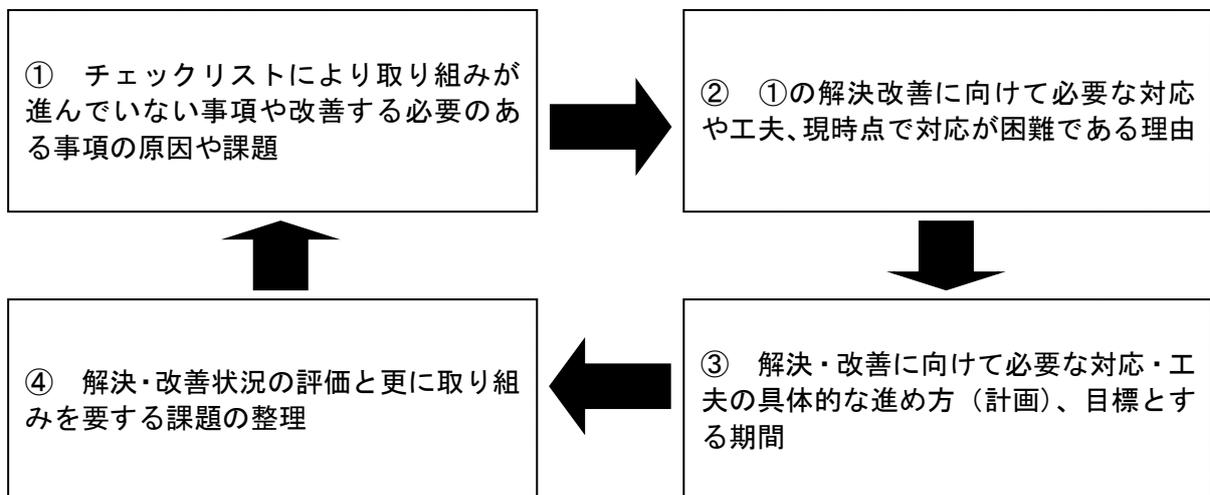 ① チェックリストにより取り組みが
進んでいない事項や改善する必要のあ
る事項の原因や課題
② ①の解決改善に向けて必要な対応
や工夫、現時点で対応が困難である理由
③ 解決・改善に向けて必要な対応・工
夫の具体的な進め方（計画）、目標とす
る期間
④ 解決・改善状況の評価と更に取り組
みを要する課題の整理